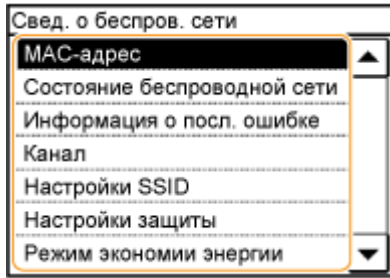 Свед. о беспров. сети
MAC-адрес
Состояние беспроводной сети
Информация о посл. ошибке
Канал
Настройки SSID
Настройки защиты
Режим экономии энергии